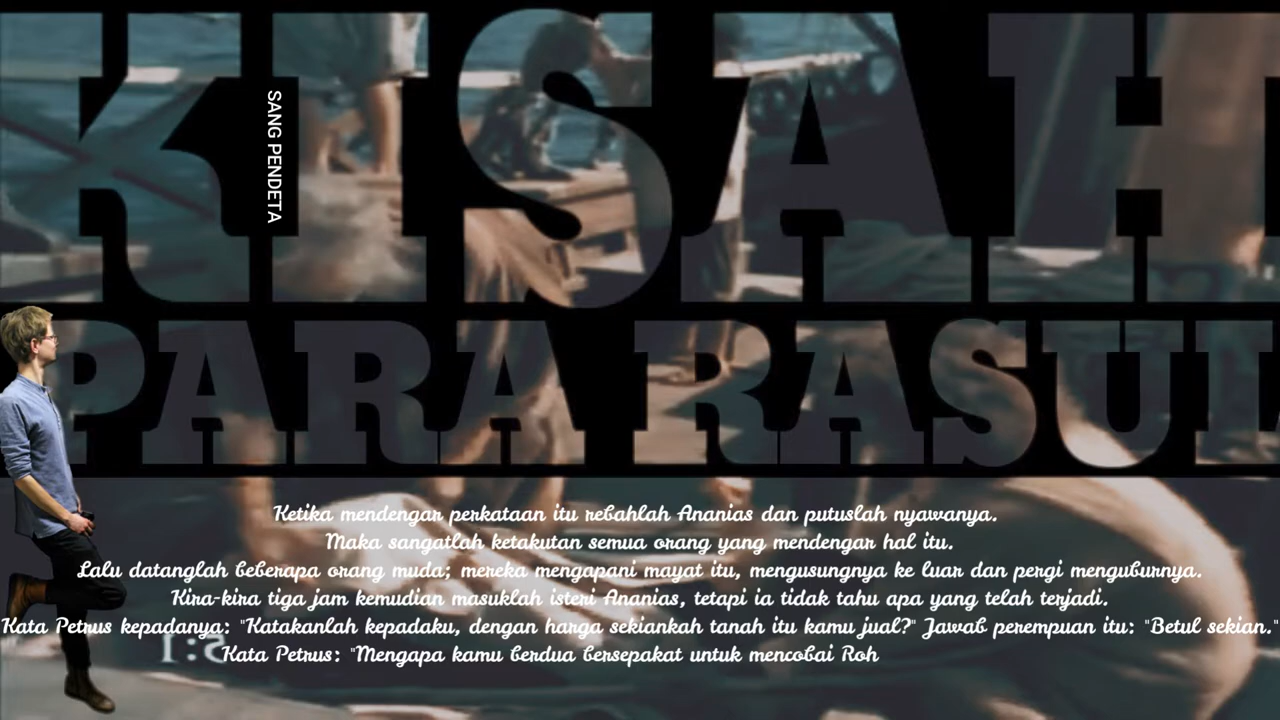 KISAH
SANG PENDETA
PARA RASUL
Ketika mendengar perkataan itu rebahlah Ananias dan putuslah nyawanya.
Maka sangatlah ketakutan semua orang yang mendengar hal itu.
Lalu datanglah beberapa orang muda; mereka mengapani mayat itu, mengusungnya ke luar dan pergi menguburnya.
Kira-kira tiga jam kemudian masuklah isteri Ananias, tetapi ia tidak tahu apa yang telah terjadi.
Kata Petrus kepadanya: "Katakanlah kepadaku, dengan harga sekiankah tanah itu kamu jual?" Jawab perempuan itu: "Betul sekian."
Kata Petrus: "Mengapa kamu berdua bersepakat untuk mencobai Roh